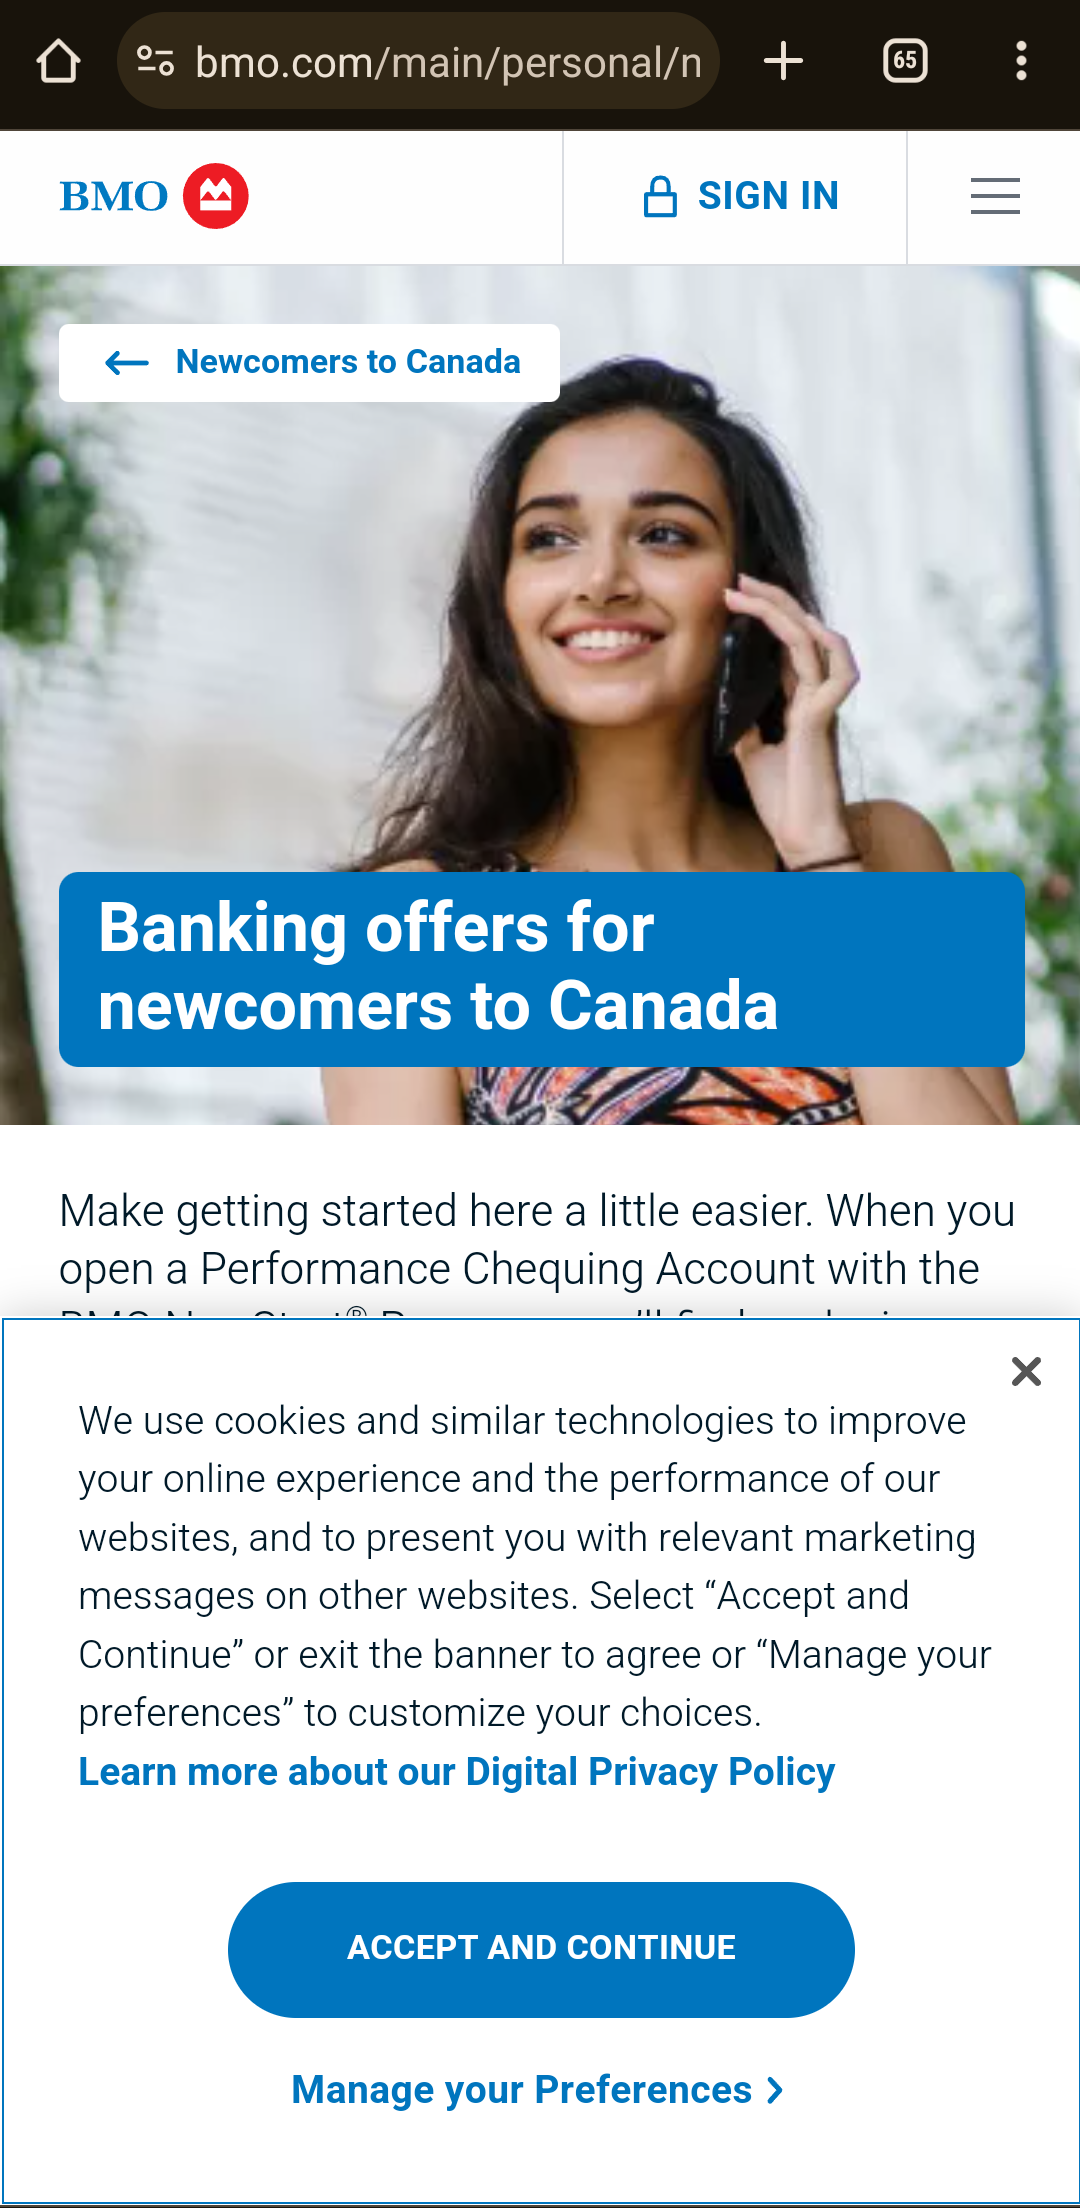 bmo.com/main/personal/n
65
BMO
SIGN IN
Newcomers to Canada
Banking offers for
newcomers to Canada
Make getting started here a little easier. When you
open a Performance Chequing Account with the
We use cookies and similar technologies to improve
your online experience and the performance of our
websites, and to present you with relevant marketing
messages on other websites. Select “Accept and
Continue” or exit the banner to agree or “Manage your
preferences” to customize your choices.
Learn more about our Digital Privacy Policy
ACCEPT AND CONTINUE
Manage your Preferences